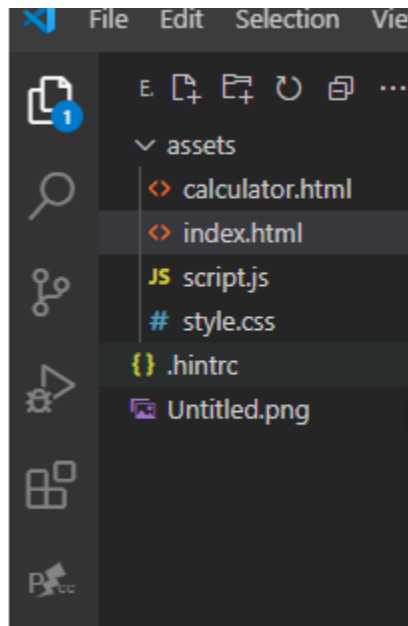 File Edit Selection Vie
E.
1
assets
calculator.html
index.html
JS script.js
# style.css
{} .hintrc
Untitled.png